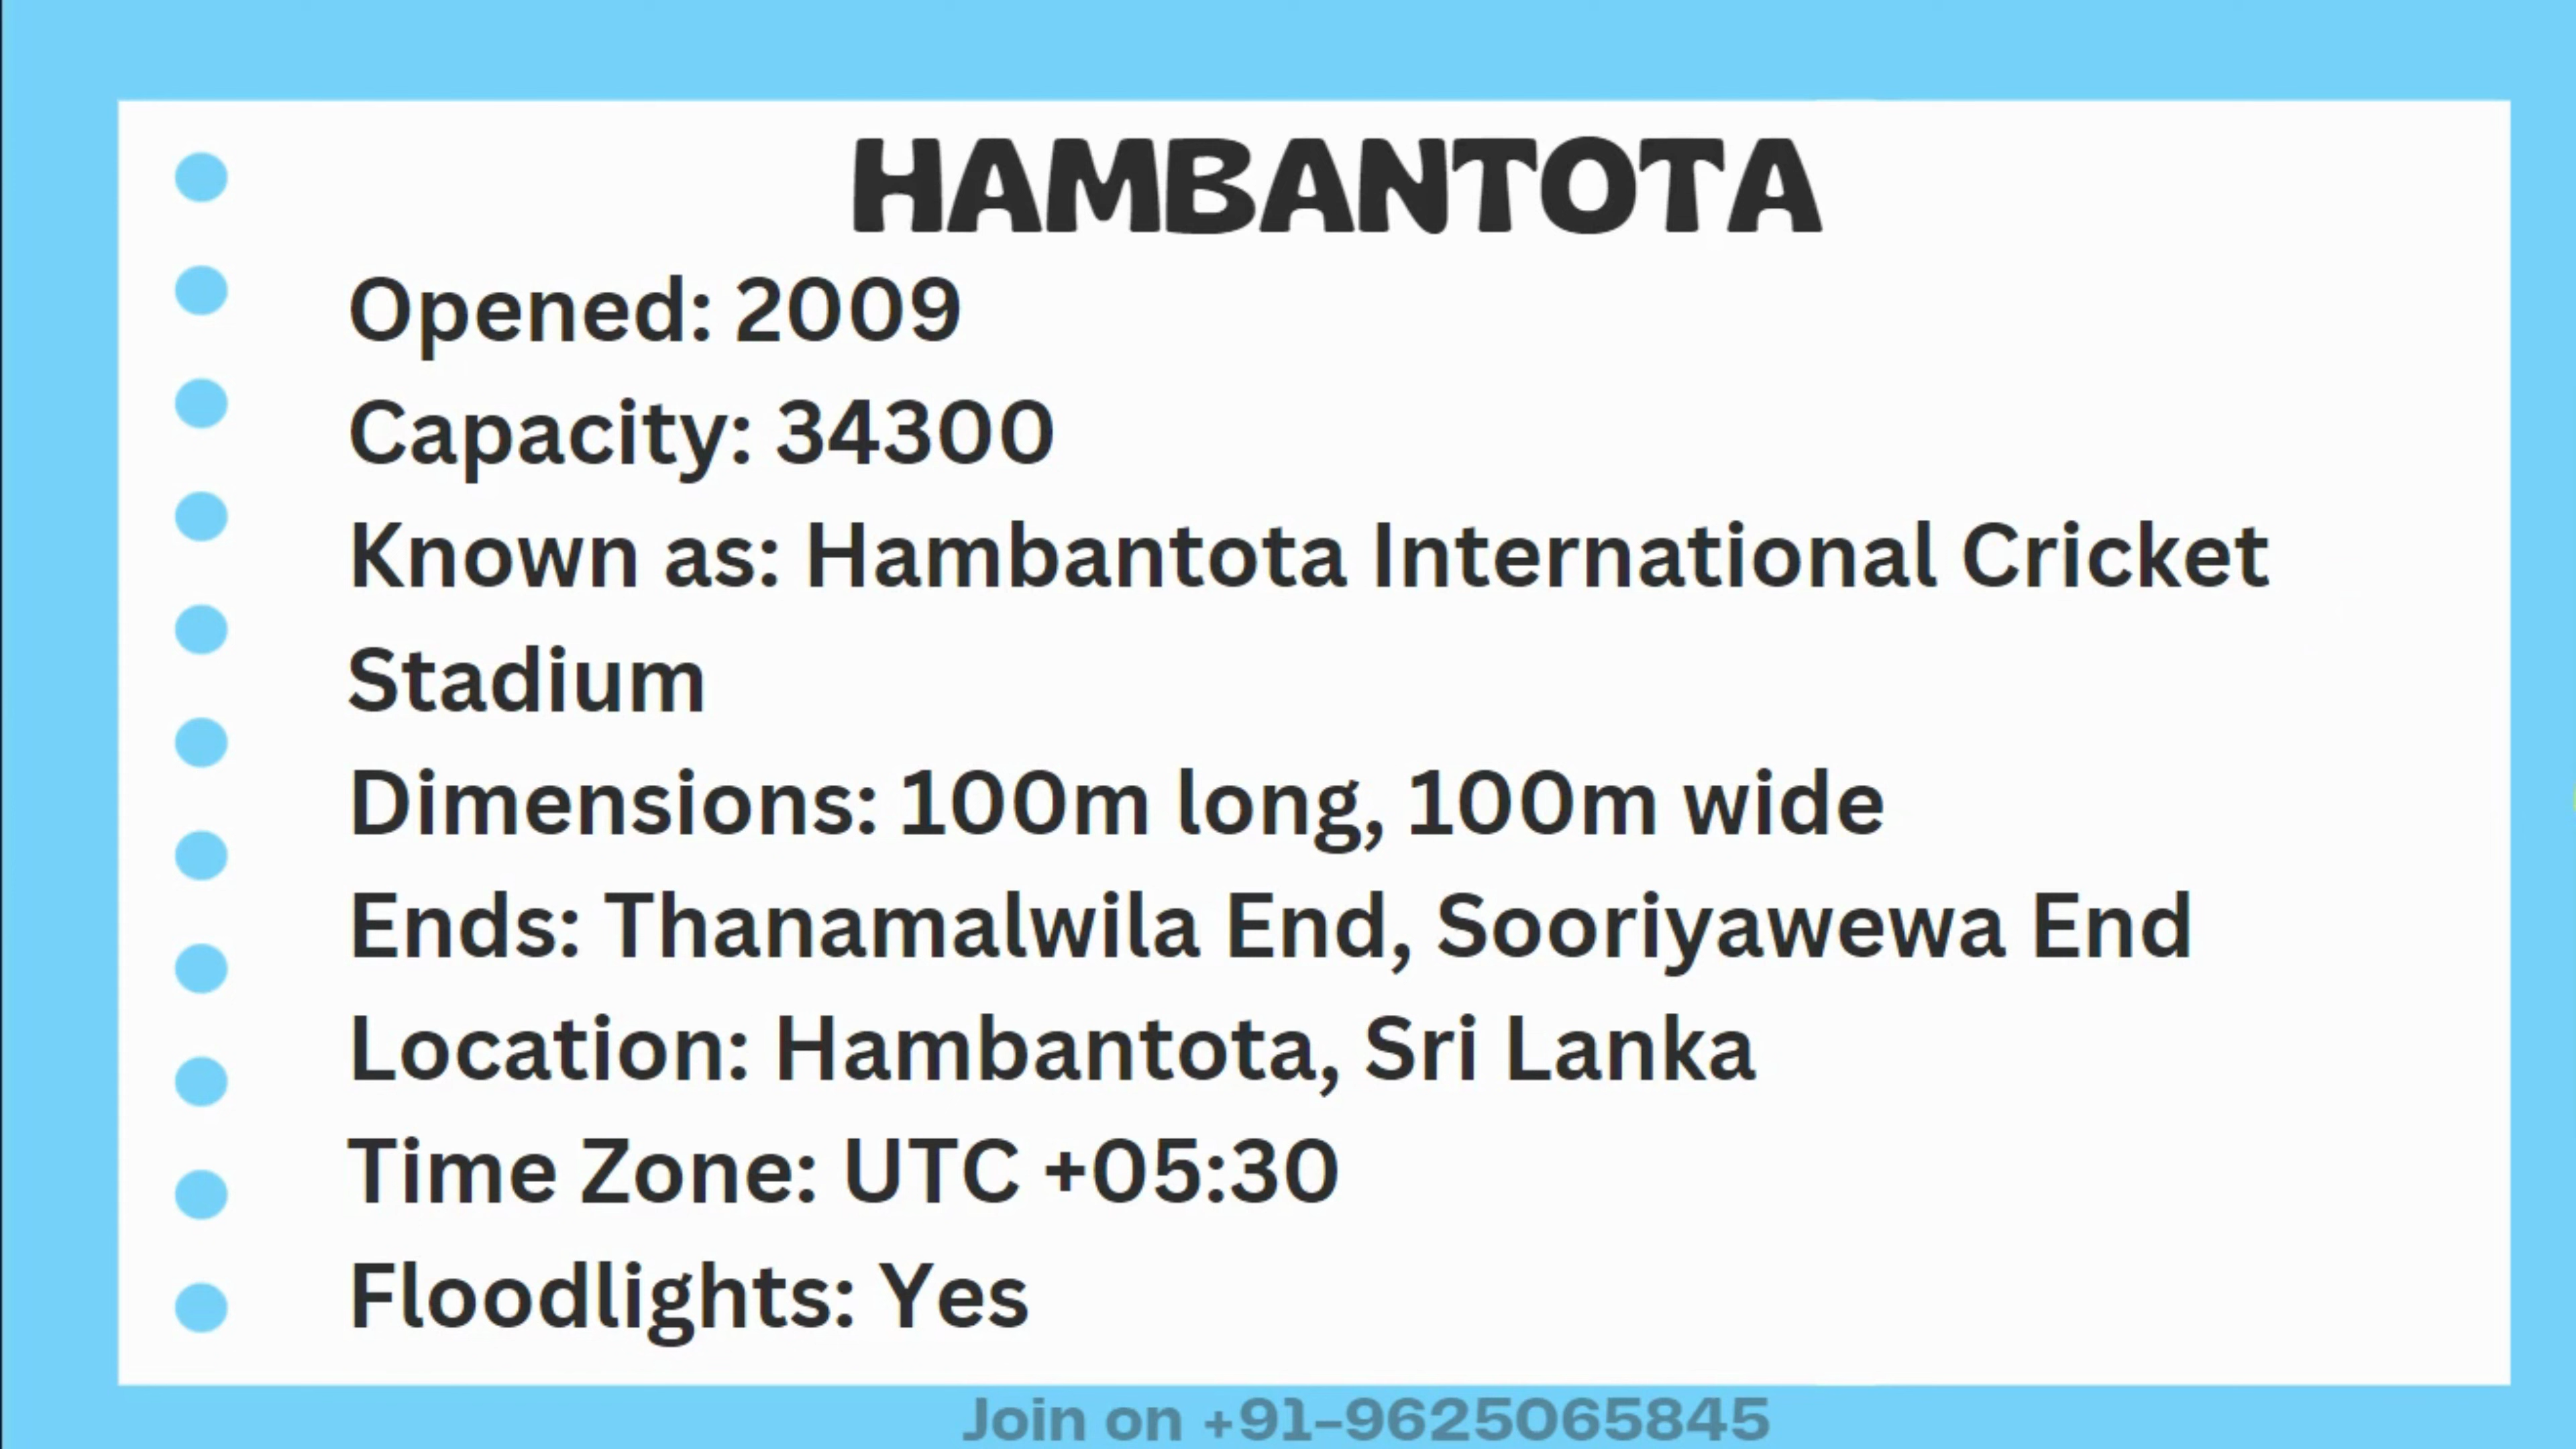 HAMBANTOTA
Opened: 2009
Capacity: 34300
Known as: Hambantota International Cricket
Stadium
Dimensions: 100m long, 100m wide
Ends: Thanamalwila End, Sooriyawewa End
Location: Hambantota, Sri Lanka
Time Zone: UTC +05:30
Floodlights: Yes
Join on +91-9625065845